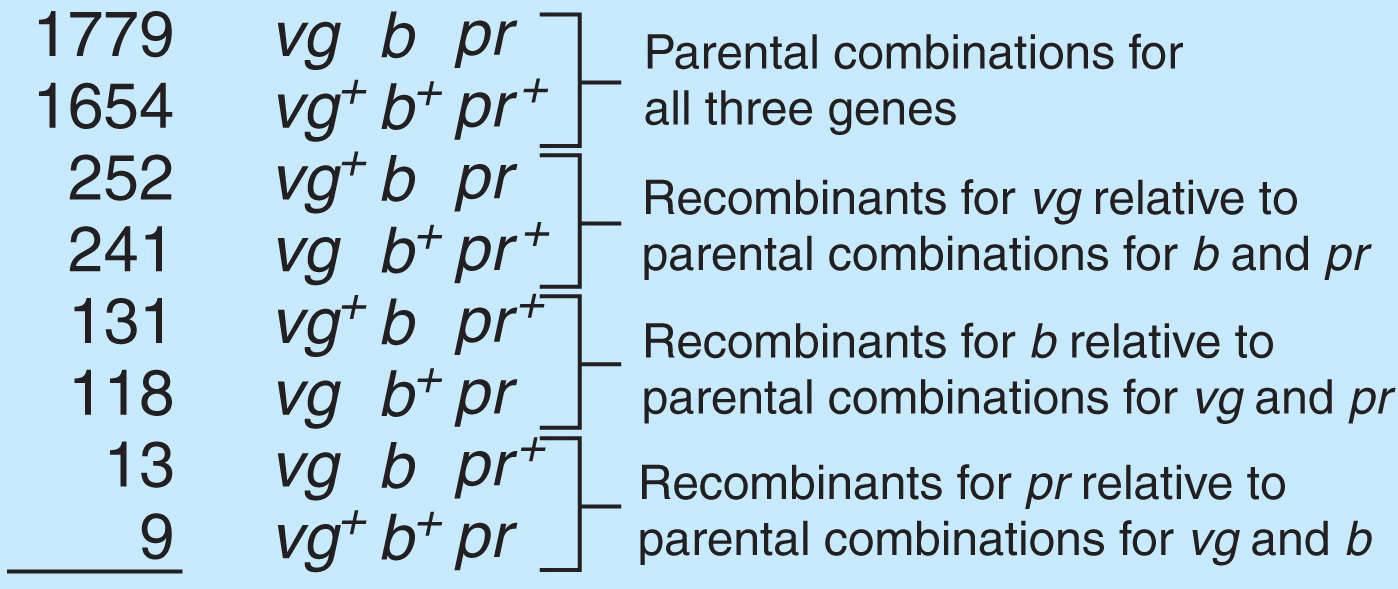 1779 vg b pr
1654 vg+ b+ pr+
Parental combinations for
all three genes
252 vg+ b pr
241 vg b+ pr+
Recombinants for vg relative to
parental combinations for b and pr
131 vg+ b pr+
118 vg b+ pr
Recombinants for b relative to
parental combinations for vg and pr
13 vg b pr+
9 vg+ b+ pr
Recombinants for pr relative to
parental combinations for vg and b